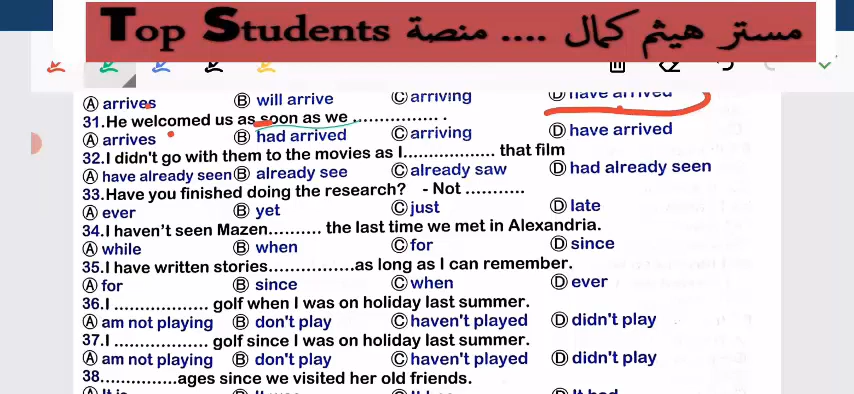 Top Students مستر هيثم كمال .... منصة
Ⓐ arrives Ⓑ will arrive Ⓒ arriving Ⓓ have arrived
31.He welcomed us as soon as we ................ .
Ⓐ arrives Ⓑ had arrived Ⓒ arriving Ⓓ have arrived
32.I didn't go with them to the movies as I.................. that film
Ⓐ have already seen Ⓑ already see Ⓒ already saw Ⓓ had already seen
33.Have you finished doing the research? - Not ...........
Ⓐ ever Ⓑ yet Ⓒ just Ⓓ late
34.I haven't seen Mazen.......... the last time we met in Alexandria.
Ⓐ while Ⓑ when Ⓒ for Ⓓ since
35.I have written stories................as long as I can remember.
Ⓐ for Ⓑ since Ⓒ when Ⓓ ever
36.I .................. golf when I was on holiday last summer.
Ⓐ am not playing Ⓑ don't play Ⓒ haven't played Ⓓ didn't play
37.I .................. golf since I was on holiday last summer.
Ⓐ am not playing Ⓑ don't play Ⓒ haven't played Ⓓ didn't play
38...............ages since we visited her old friends.